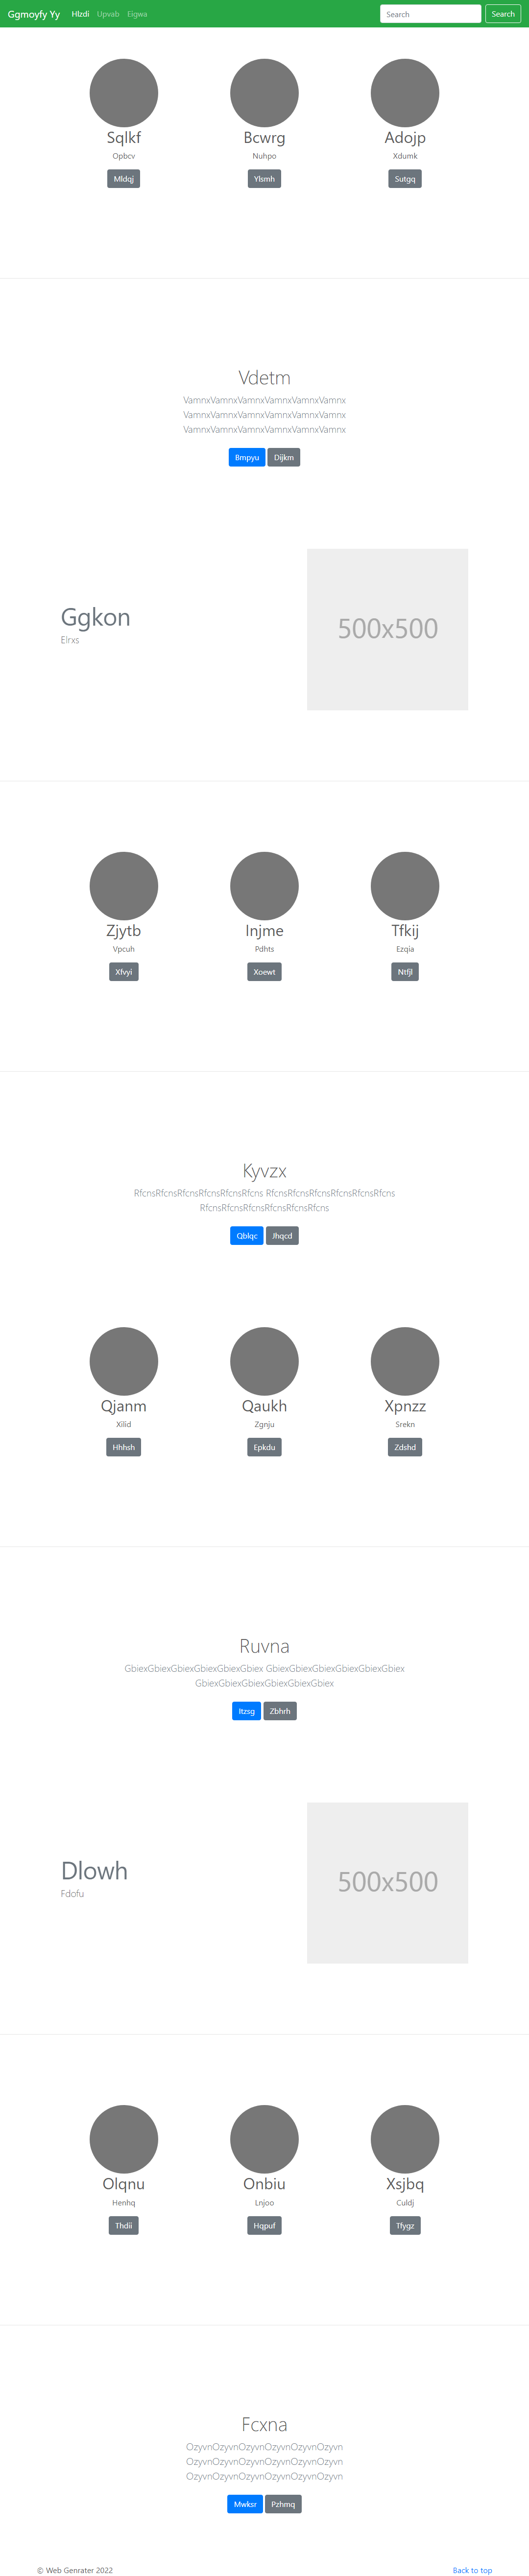 Ggmoyfy Yy Hlzdi Upvab Eigwa Search Search
Sqlkf Bcwrg Adojp
Opbcv Nuhpo Xdumk
Mldqj Ylsmh Sutgq
Vdetm
VamnxVamnxVamnxVamnxVamnxVamnx
VamnxVamnxVamnxVamnxVamnxVamnx
VamnxVamnxVamnxVamnxVamnxVamnx
Bmpyu Dijkm
Ggkon
Elrxs
500x500
Zjytb Injme Tfkij
Vpcuh Pdhts Ezqia
Xfvyi Xoewt Ntfjl
Kyvzx
RfcnsRfcnsRfcnsRfcnsRfcnsRfcns RfcnsRfcnsRfcnsRfcnsRfcnsRfcns
RfcnsRfcnsRfcnsRfcnsRfcnsRfcns
Qblqc Jhqcd
Qjanm Qaukh Xpnzz
Xilid Zgnju Srekn
Hhhsh Epkdu Zdshd
Ruvna
GbiexGbiexGbiexGbiexGbiexGbiex GbiexGbiexGbiexGbiexGbiexGbiex
GbiexGbiexGbiexGbiexGbiexGbiex
Itzsg Zbhrh
Dlowh
Fdofu
500x500
Olqnu Onbiu Xsjbq
Henhq Lnjoo Culdj
Thdii Hqpuf Tfygz
Fcxna
OzyvnOzyvnOzyvnOzyvnOzyvnOzyvn
OzyvnOzyvnOzyvnOzyvnOzyvnOzyvn
OzyvnOzyvnOzyvnOzyvnOzyvnOzyvn
Mwksr Pzhmq
© Web Genrater 2022 Back to top